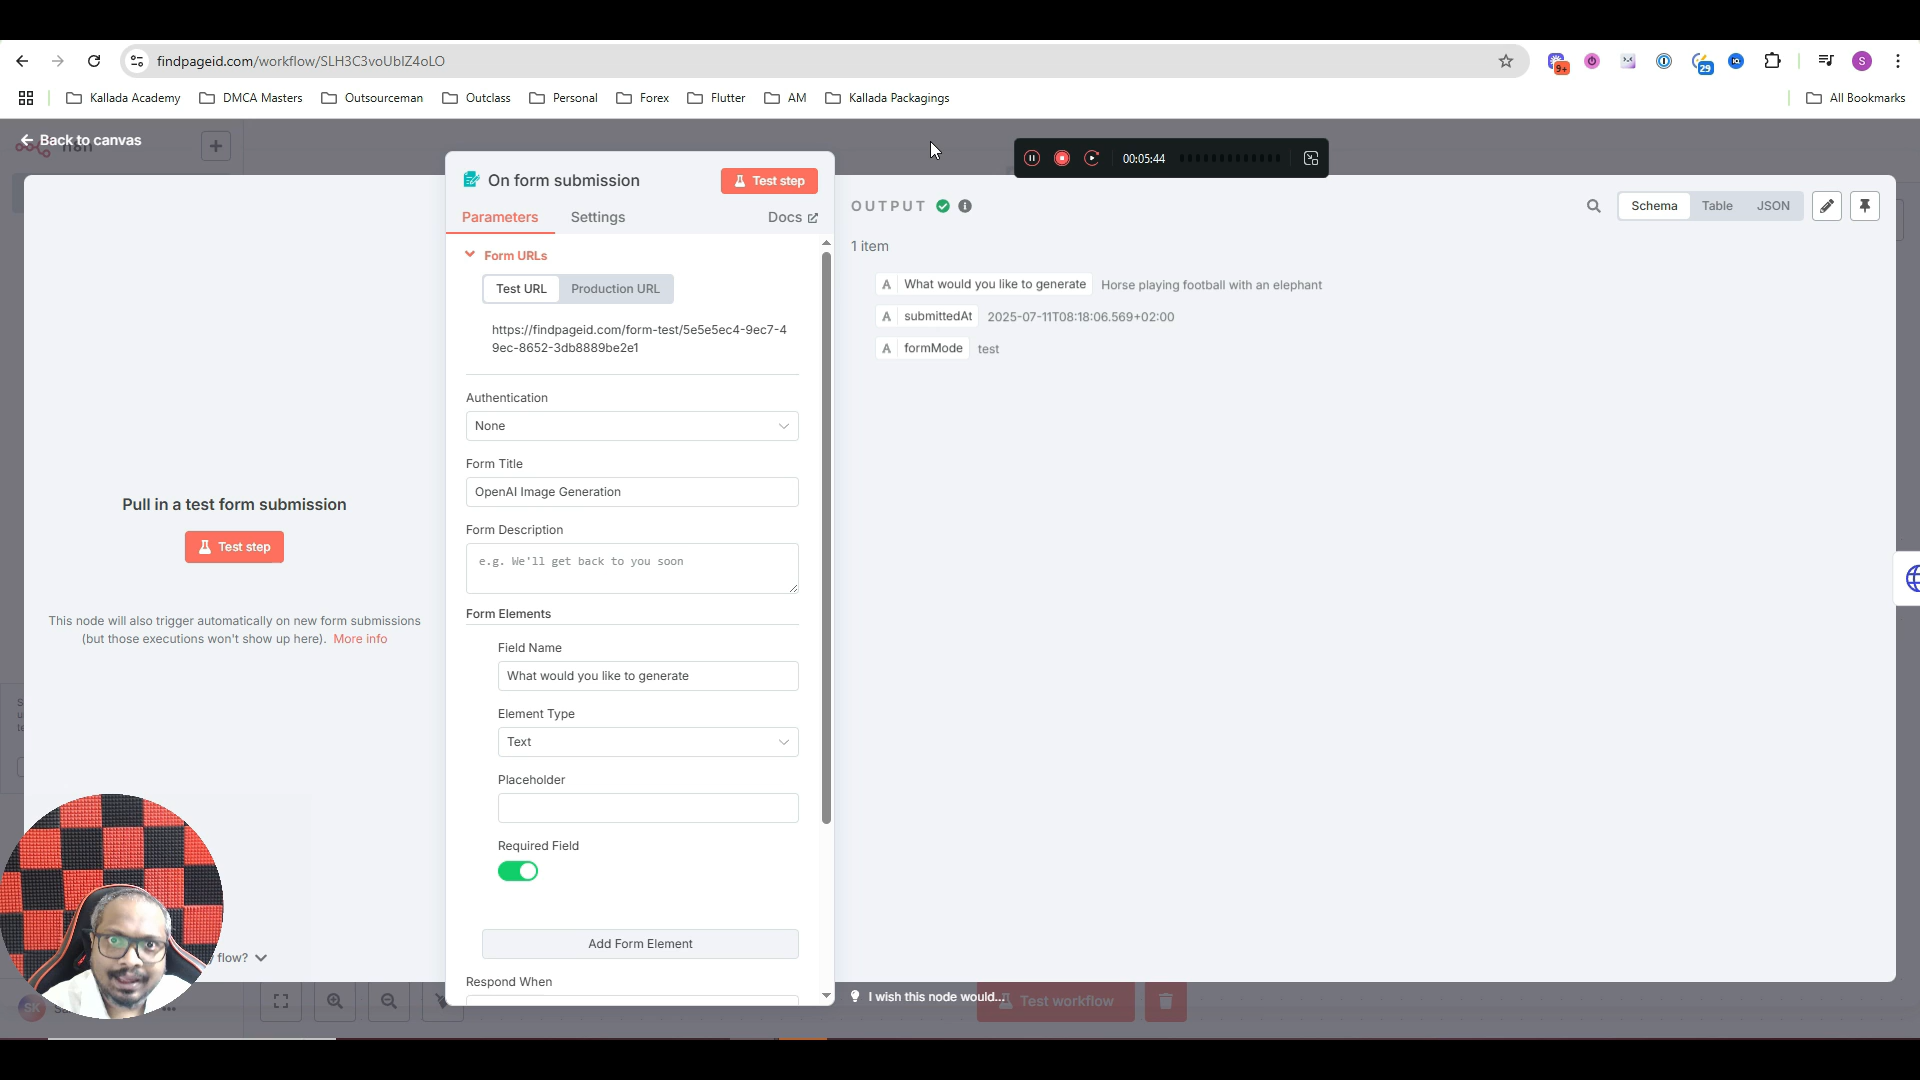 findpageid.com/workflow/SLH3C3voUblZ4oLO
9+
29
S
Kallada Academy
DMCA Masters
Outsourceman
Outclass
Personal
Forex
Flutter
AM
Kallada Packagings
All Bookmarks
Back to canvas
n8n
00:05:44
On form submission
Test step
Parameters
Settings
Docs
OUTPUT
Schema
Table
JSON
1 item
Form URLs
Test URL
Production URL
https://findpageid.com/form-test/5e5e5ec4-9ec7-4
9ec-8652-3db8889be2e1
A What would you like to generate Horse playing football with an elephant
A submittedAt 2025-07-11T08:18:06.569+02:00
A formMode test
Authentication
None
Form Title
OpenAI Image Generation
Form Description
e.g. We'll get back to you soon
Form Elements
Field Name
What would you like to generate
Element Type
Text
Placeholder
Required Field
Add Form Element
Respond When
Pull in a test form submission
Test step
This node will also trigger automatically on new form submissions
(but those executions won't show up here). More info
flow?
SK
I wish this node would...
Test workflow